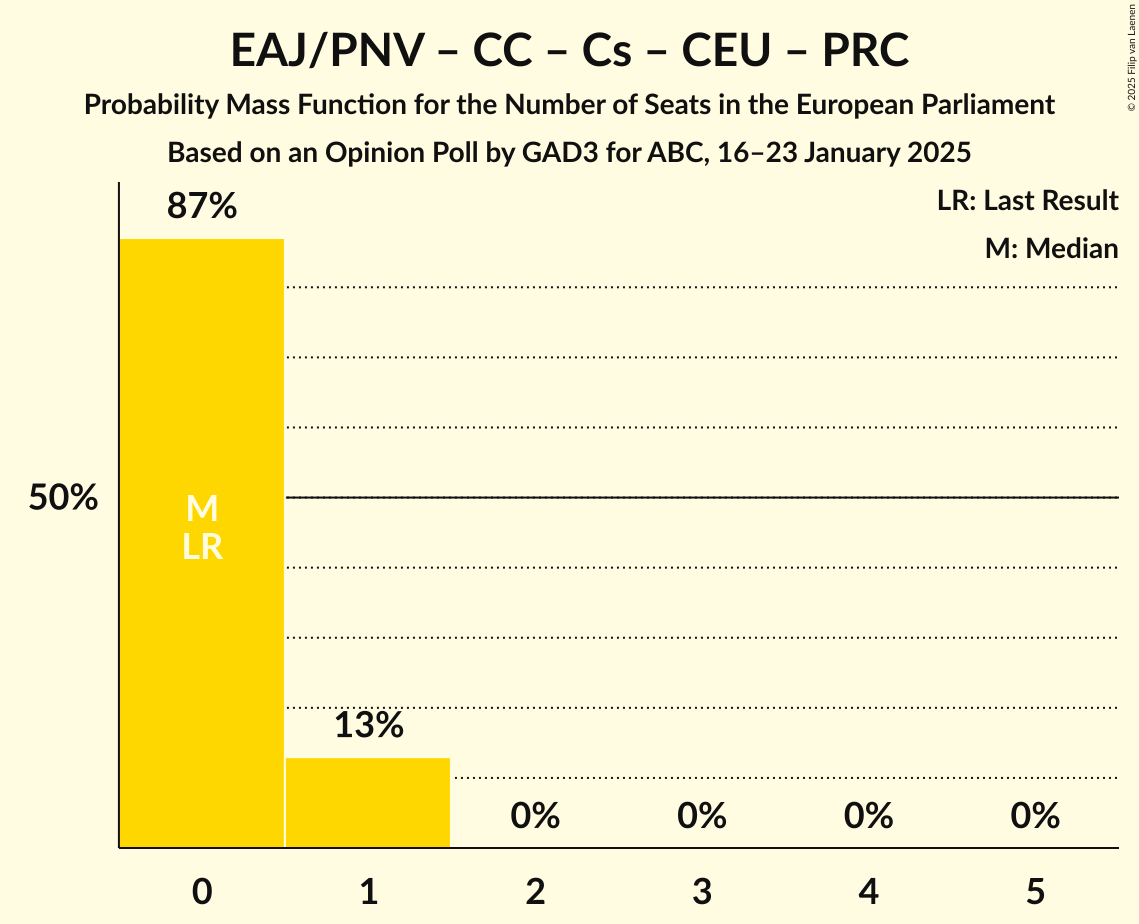 EAJ/PNV – CC – Cs – CEU – PRC
Probability Mass Function for the Number of Seats in the European Parliament
Based on an Opinion Poll by GAD3 for ABC, 16–23 January 2025
© 2025 Filip van Laenen
LR: Last Result
M: Median
87%
50%
M
LR
13%
0% 0% 0% 0%
0 1 2 3 4 5